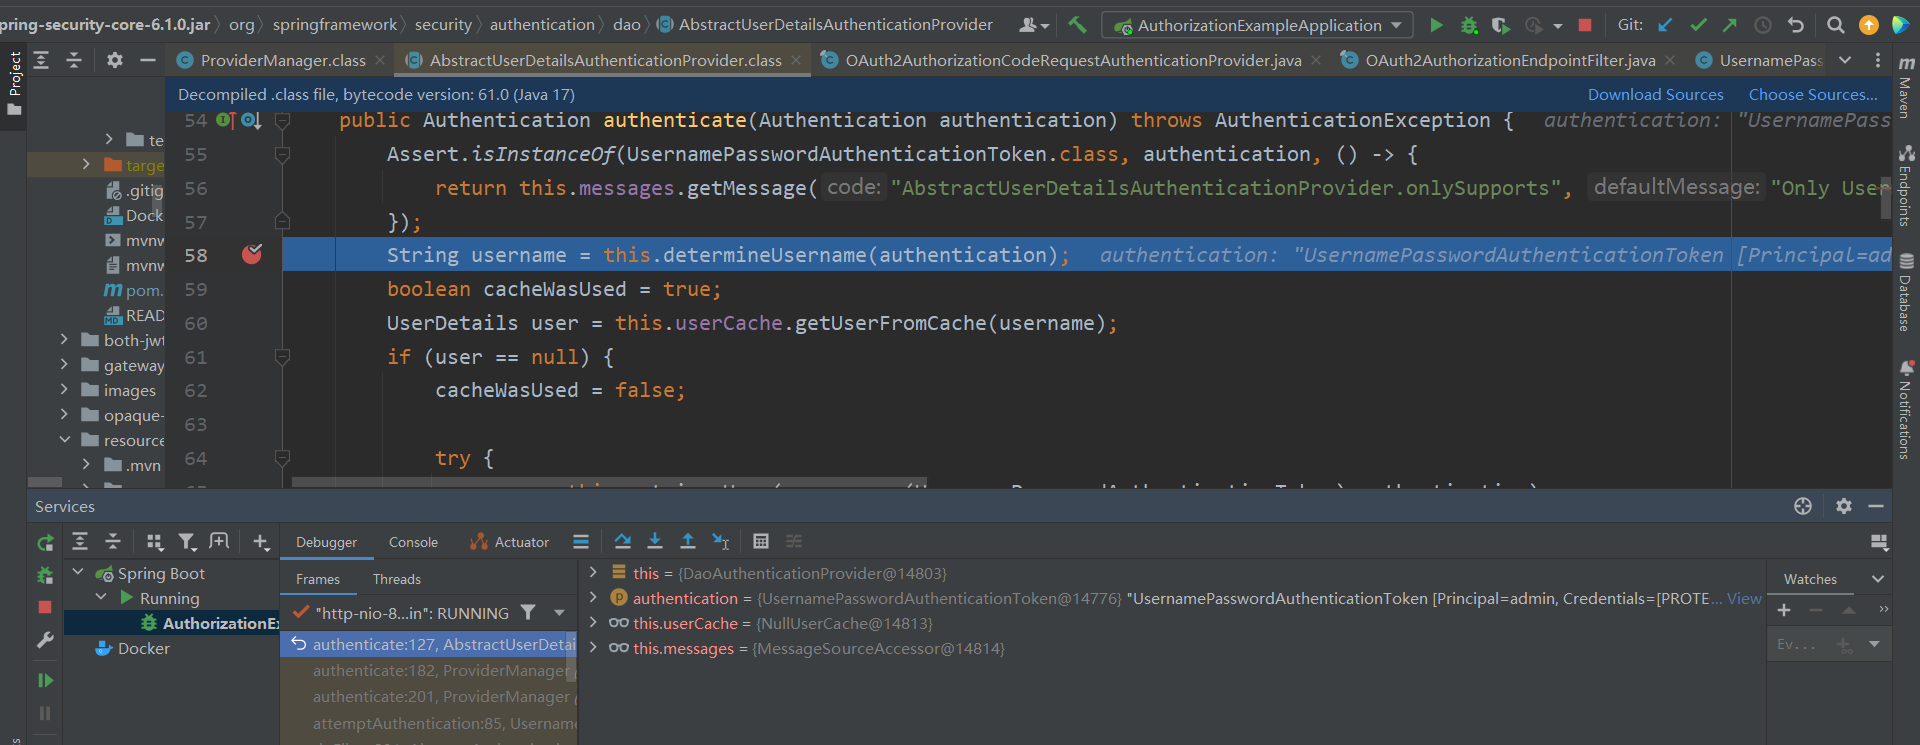 pring-security-core-6.1.0.jar › org › springframework › security › authentication › dao › AbstractUserDetailsAuthenticationProvider
AuthorizationExampleApplication
Git:
Project
ProviderManager.class
AbstractUserDetailsAuthenticationProvider.class
OAuth2AuthorizationCodeRequestAuthenticationProvider.java
OAuth2AuthorizationEndpointFilter.java
UsernamePass
Decompiled .class file, bytecode version: 61.0 (Java 17)
Download Sources
Choose Sources...
te
targe
.gitig
Dock
mvnw
mvnw
pom.
READ
both-jwt
gateway
images
opaque-
resource
.mvn
54 public Authentication authenticate(Authentication authentication) throws AuthenticationException { authentication: "UsernamePass
55 Assert.isInstanceOf(UsernamePasswordAuthenticationToken.class, authentication, () -> {
56 return this.messages.getMessage( code: "AbstractUserDetailsAuthenticationProvider.onlySupports", defaultMessage: "Only User
57 });
58 String username = this.determineUsername(authentication); authentication: "UsernamePasswordAuthenticationToken [Principal=ad
59 boolean cacheWasUsed = true;
60 UserDetails user = this.userCache.getUserFromCache(username);
61 if (user == null) {
62 cacheWasUsed = false;
63
64 try {
Maven
Endpoints
Database
Notifications
Services
Debugger
Console
Actuator
Spring Boot
Running
AuthorizationEx
Docker
Frames
Threads
"http-nio-8...in": RUNNING
authenticate:127, AbstractUserDetai
authenticate:182, ProviderManager
authenticate:201, ProviderManager
attemptAuthentication:85, Username
this = {DaoAuthenticationProvider@14803}
authentication = {UsernamePasswordAuthenticationToken@14776} "UsernamePasswordAuthenticationToken [Principal=admin, Credentials=[PROTE... View
this.userCache = {NullUserCache@14813}
this.messages = {MessageSourceAccessor@14814}
Watches
Ev...